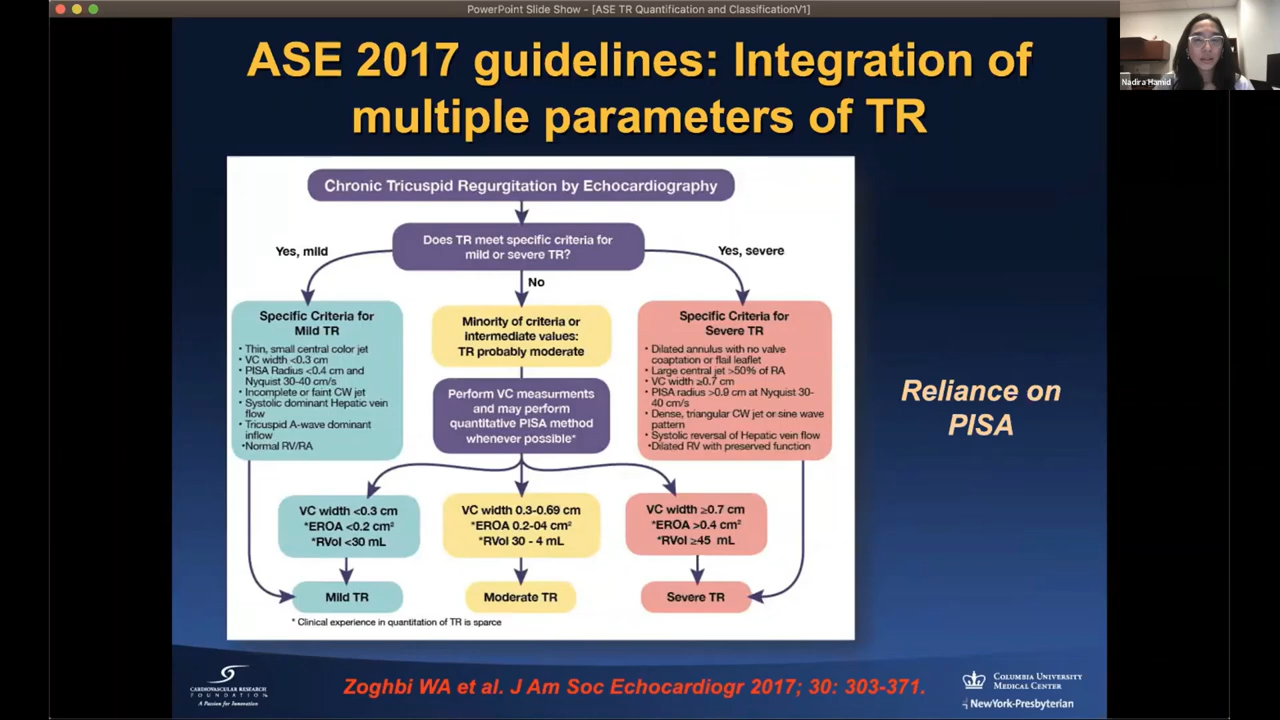 PowerPoint Slide Show - [ASE TR Quantification and ClassificationV1]
Nadira Hamid
ASE 2017 guidelines: Integration of
multiple parameters of TR
Chronic Tricuspid Regurgitation by Echocardiography
Does TR meet specific criteria for
mild or severe TR?
Yes, mild
Yes, severe
No
Specific Criteria for
Mild TR
• Thin, small central color jet
• VC width <0.3 cm
• PISA Radius <0.4 cm and
Nyquist 30-40 cm/s
• Incomplete or faint CW jet
• Systolic dominant Hepatic vein
flow
• Tricuspid A-wave dominant
inflow
• Normal RV/RA
Minority of criteria or
intermediate values:
TR probably moderate
Perform VC measurments
and may perform
quantitative PISA method
whenever possible*
Specific Criteria for
Severe TR
• Dilated annulus with no valve
coaptation or flail leaflet
• Large central jet >50% of RA
• VC width ≥0.7 cm
• PISA radius >0.9 cm at Nyquist 30-
40 cm/s
• Dense, triangular CW jet or sine wave
pattern
• Systolic reversal of Hepatic vein flow
• Dilated RV with preserved function
Reliance on
PISA
VC width <0.3 cm
*EROA <0.2 cm²
*RVol <30 mL
VC width 0.3-0.69 cm
*EROA 0.2-04 cm²
*RVol 30 - 4 mL
VC width ≥0.7 cm
*EROA >0.4 cm²
*RVol ≥45 mL
Mild TR
Moderate TR
Severe TR
* Clinical experience in quantitation of TR is sparce
CARDIOVASCULAR RESEARCH
FOUNDATION
A Passion for Innovation
Zoghbi WA et al. J Am Soc Echocardiogr 2017; 30: 303-371.
COLUMBIA UNIVERSITY
MEDICAL CENTER
NewYork-Presbyterian